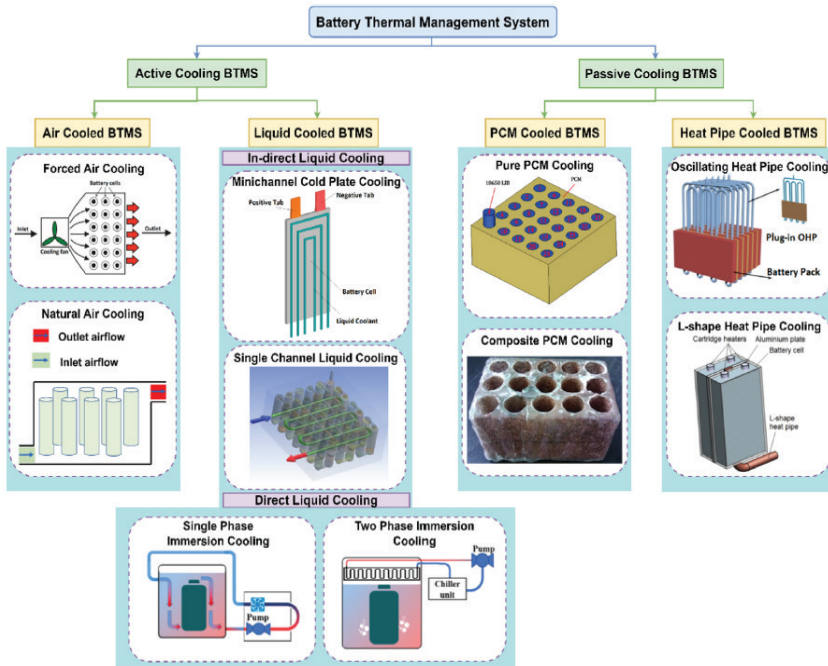 Battery Thermal Management System
Active Cooling BTMS
Passive Cooling BTMS
Air Cooled BTMS
Liquid Cooled BTMS
PCM Cooled BTMS
Heat Pipe Cooled BTMS
Forced Air Cooling
Battery cells
Inlet
Cooling fan
Outlet
Natural Air Cooling
Outlet airflow
Inlet airflow
In-direct Liquid Cooling
Minichannel Cold Plate Cooling
Positive Tab
Negative Tab
Battery Cell
Liquid Coolant
Single Channel Liquid Cooling
Direct Liquid Cooling
Single Phase
Immersion Cooling
Pump
Two Phase Immersion
Cooling
Pump
Chiller
unit
Pure PCM Cooling
18650 LIB
PCM
Composite PCM Cooling
Oscillating Heat Pipe Cooling
Plug-in OHP
Battery Pack
L-shape Heat Pipe Cooling
Cartridge heaters
Aluminium plate
Battery cell
L-shape
heat pipe